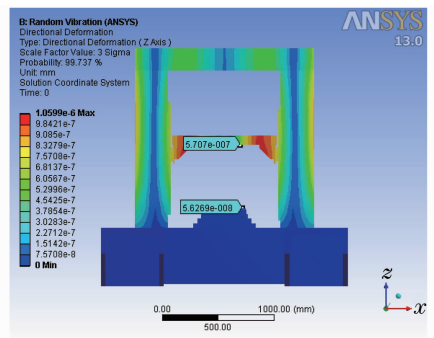 B: Random Vibration (ANSYS)
Directional Deformation
Type: Directional Deformation ( Z Axis )
Scale Factor Value: 3 Sigma
Probability: 99.737 %
Unit: mm
Solution Coordinate System
Time: 0
ANSYS
13.0
1.0599e-6 Max
9.8421e-7
9.085e-7
8.3279e-7
7.5708e-7
6.8137e-7
6.0567e-7
5.2996e-7
4.5425e-7
3.7854e-7
3.0283e-7
2.2712e-7
1.5142e-7
7.5708e-8
0 Min
5.707e-007
5.6269e-008
0.00
1000.00 (mm)
500.00
z
x